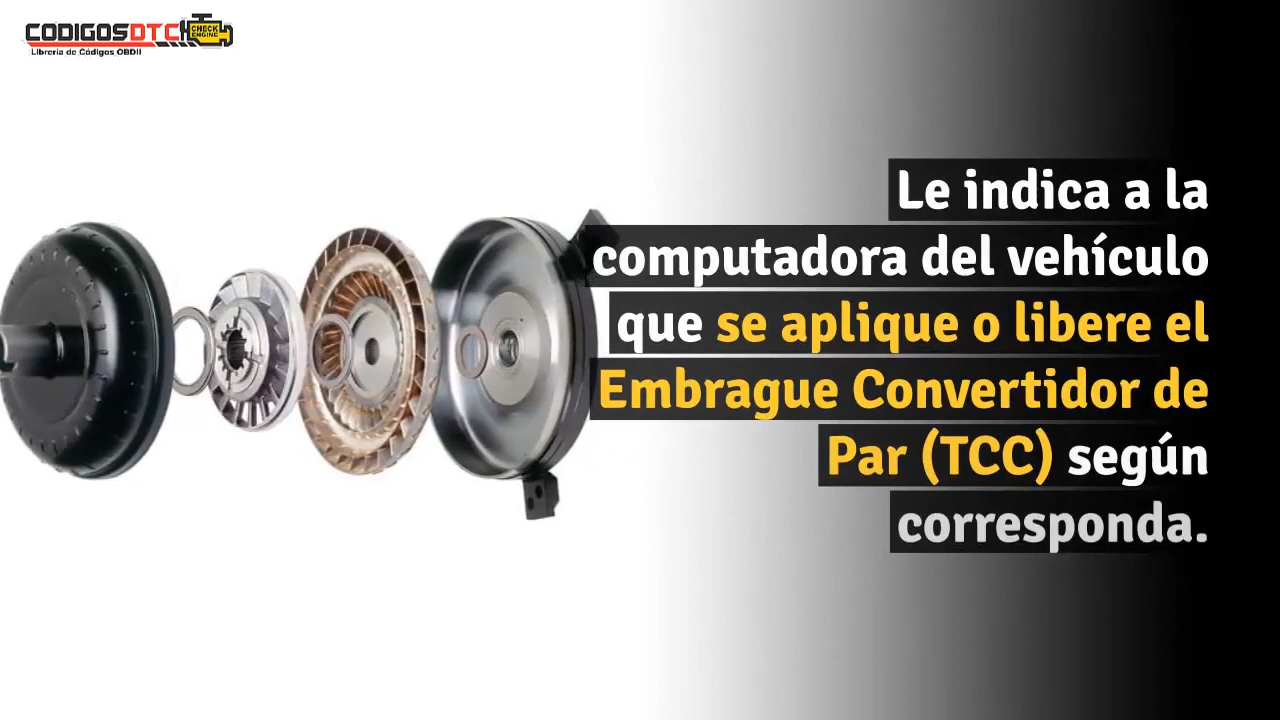 CODIGOSDTC
CHECK
ENGINE
Librería de Códigos OBDII
Le indica a la
computadora del vehículo
que se aplique o libere el
Embrague Convertidor de
Par (TCC) según
corresponda.